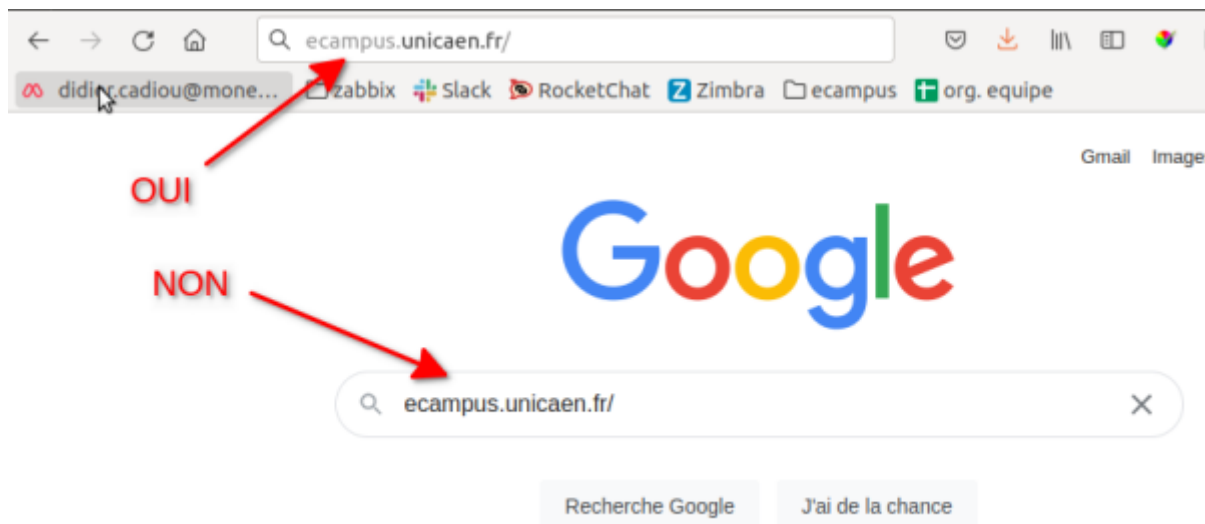 ecampus.unicaen.fr/
didier.cadiou@mone... zabbix Slack RocketChat Zimbra ecampus org. equipe
Gmail Image
OUI
Google
NON
ecampus.unicaen.fr/
Recherche Google J'ai de la chance